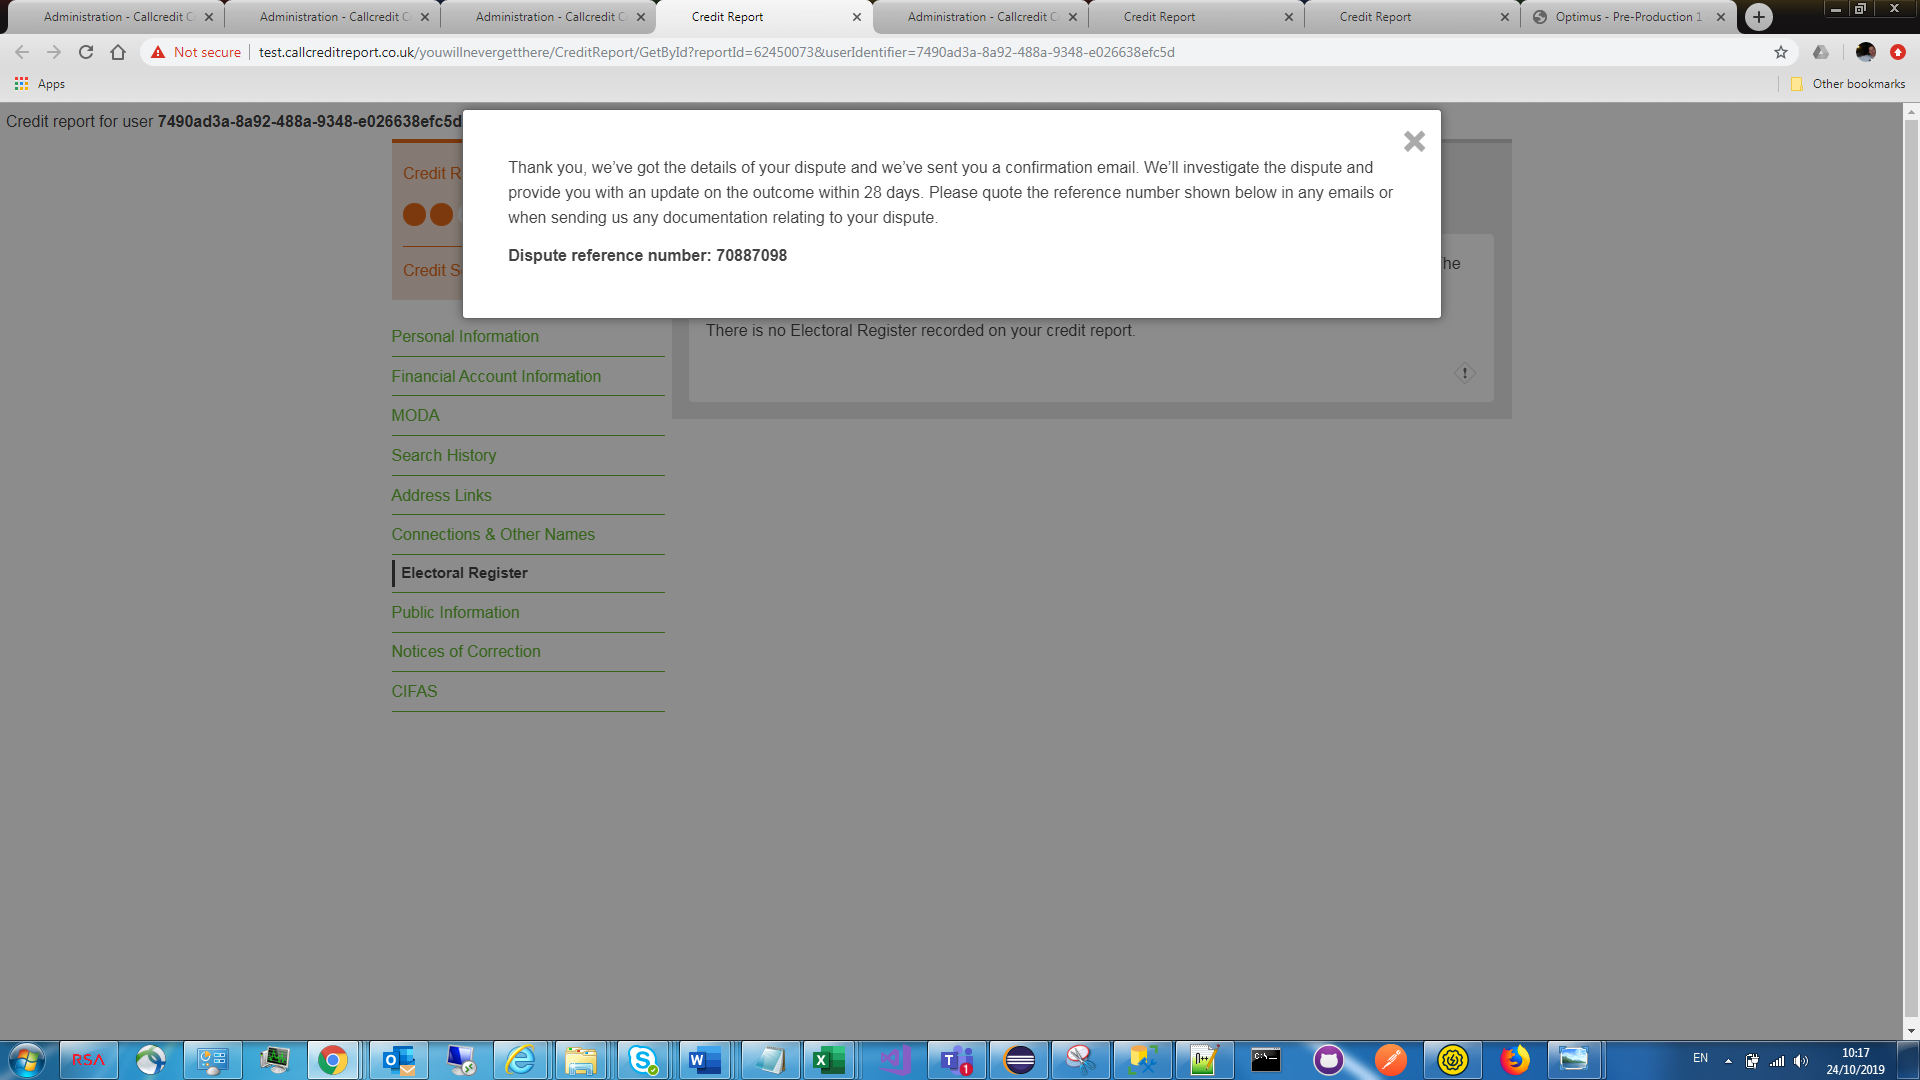 Administration - Callcredit C
Administration - Callcredit C
Administration - Callcredit C
Credit Report
Administration - Callcredit C
Credit Report
Credit Report
Optimus - Pre-Production 1
Not secure
test.callcreditreport.co.uk/youwillnevergetthere/CreditReport/GetById?reportId=62450073&userIdentifier=7490ad3a-8a92-488a-9348-e026638efc5d
Apps
Other bookmarks
Credit report for user 7490ad3a-8a92-488a-9348-e026638efc5d
Thank you, we’ve got the details of your dispute and we’ve sent you a confirmation email. We’ll investigate the dispute and
provide you with an update on the outcome within 28 days. Please quote the reference number shown below in any emails or
when sending us any documentation relating to your dispute.
Dispute reference number: 70887098
Credit R
Credit S
he
There is no Electoral Register recorded on your credit report.
Personal Information
Financial Account Information
MODA
Search History
Address Links
Connections & Other Names
Electoral Register
Public Information
Notices of Correction
CIFAS
RSA
EN
10:17
24/10/2019